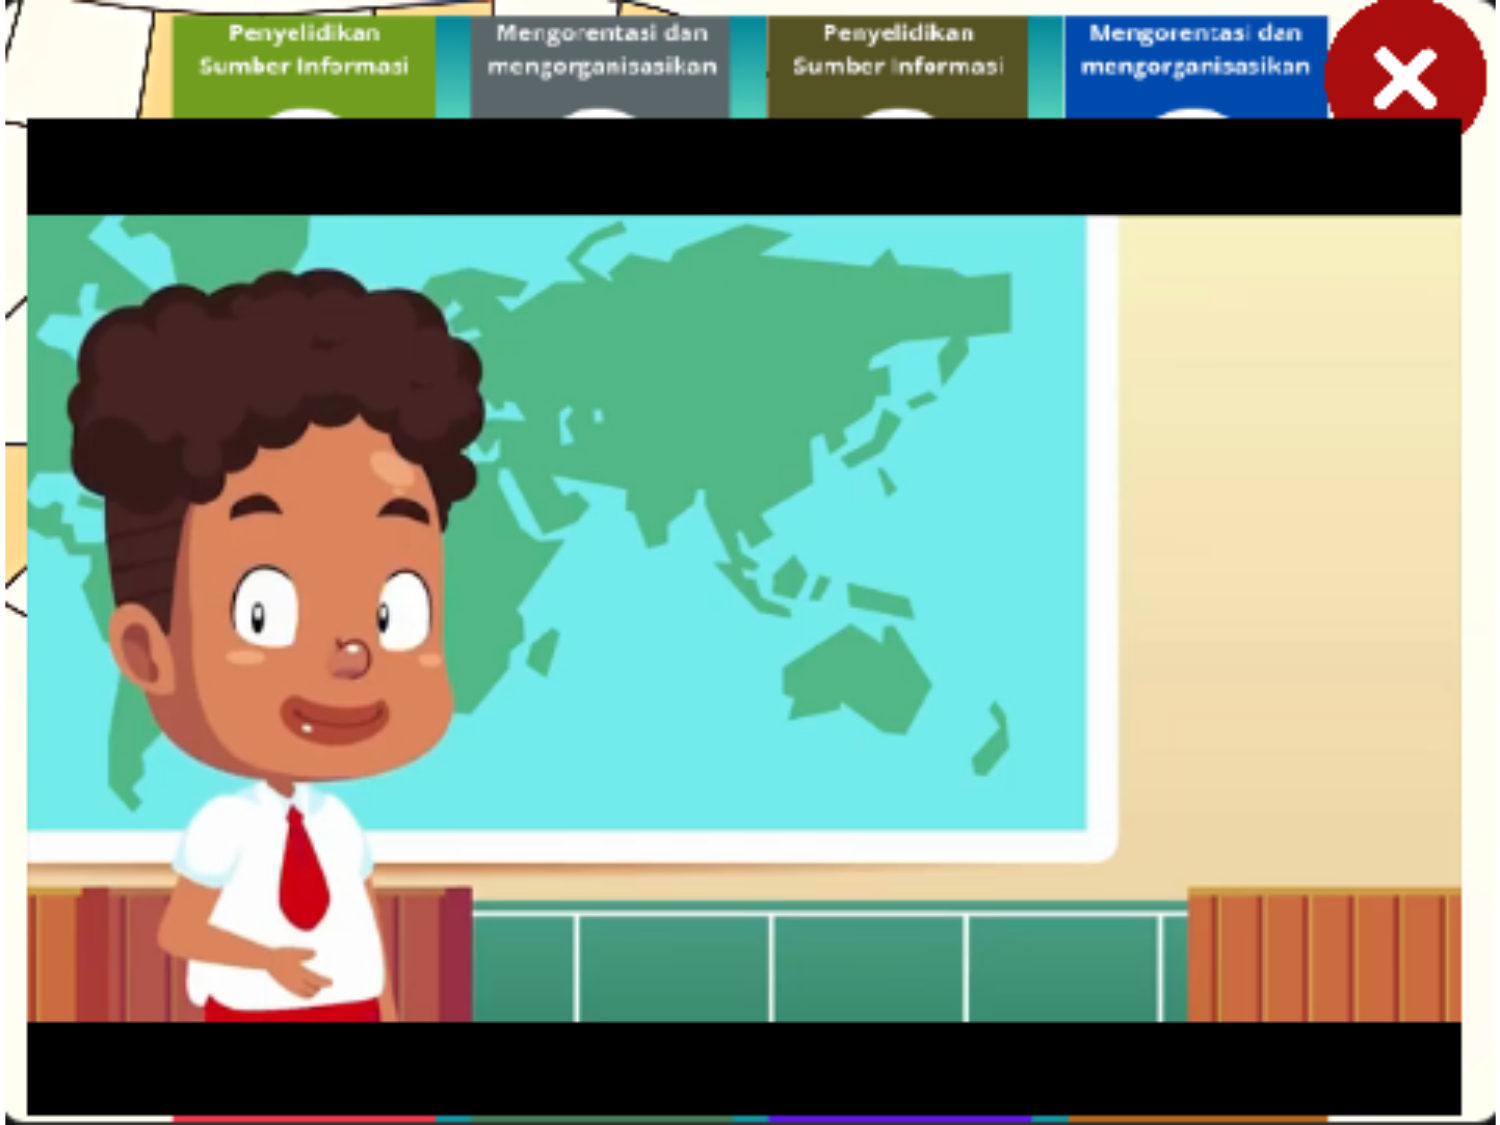 Penyelidikan
Sumber Informasi
Mengorentasi dan
mengorganisasikan
Penyelidikan
Sumber Informasi
Mengorentasi dan
mengorganisasikan